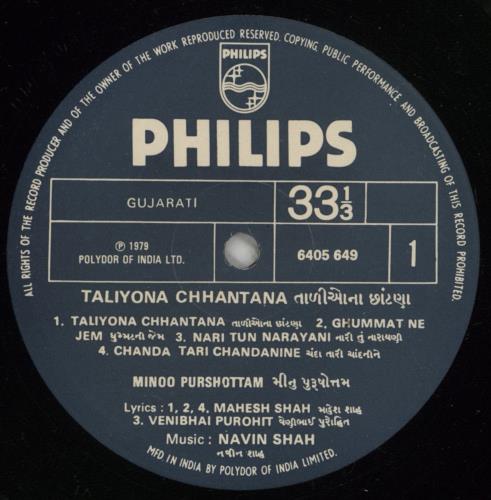 ALL RIGHTS OF THE RECORD PRODUCER AND OF THE OWNER OF THE WORK REPRODUCED RESERVED. COPYING, PUBLIC PERFORMANCE AND BROADCASTING OF THIS RECORD PROHIBITED.
PHILIPS
PHILIPS
GUJARATI
33 1/3
℗ 1979
POLYDOR OF INDIA LTD.
6405 649
1
TALIYONA CHHANTANA તાળીઓના છાંટણા
1. TALIYONA CHHANTANA તાળીઓના છાંટણા 2. GHUMMAT NE
JEM ઘુમ્મટની જેમ 3. NARI TUN NARAYANI નારી તું નારાયણી
4. CHANDA TARI CHANDANINE ચંદા તારી ચાંદનીને
MINOO PURSHOTTAM મીનુ પુરૂષોત્તમ
Lyrics : 1, 2, 4. MAHESH SHAH મહેશ શાહ
3. VENIBHAI PUROHIT વેણીભાઈ પુરોહિત
Music : NAVIN SHAH
નવીન શાહ
MFD IN INDIA BY POLYDOR OF INDIA LIMITED.